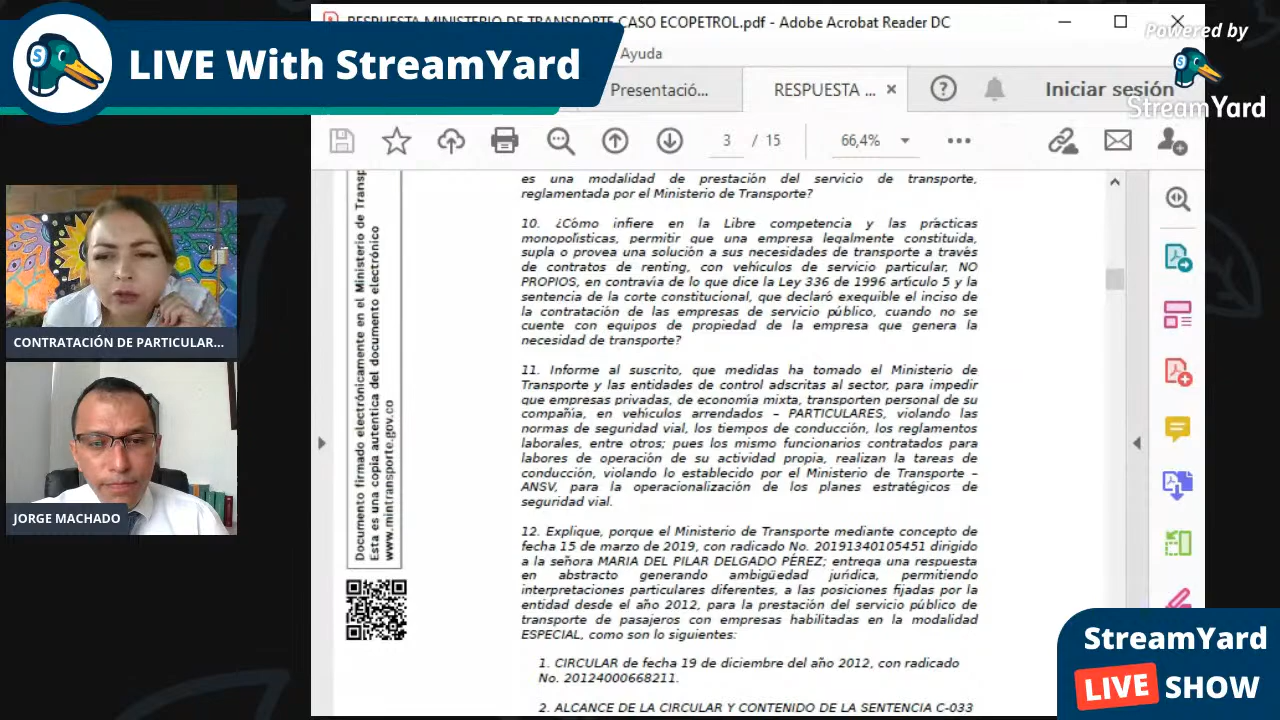 RESPUESTA MINISTERIO DE TRANSPORTE CASO ECOPETROL.pdf - Adobe Acrobat Reader DC
Powered by
StreamYard
LIVE With StreamYard
Ayuda
Presentació...
RESPUESTA ...
Iniciar sesión
3 / 15
66,4%
es una modalidad de prestación del servicio de transporte,
reglamentada por el Ministerio de Transporte?
10. ¿Cómo infiere en la Libre competencia y las prácticas
monopolísticas, permitir que una empresa legalmente constituida,
supla o provea una solución a sus necesidades de transporte a través
de contratos de renting, con vehículos de servicio particular, NO
PROPIOS, en contravía de lo que dice la Ley 336 de 1996 artículo 5 y la
sentencia de la corte constitucional, que declaró exequible el inciso de
la contratación de las empresas de servicio público, cuando no se
cuente con equipos de propiedad de la empresa que genera la
necesidad de transporte?
11. Informe al suscrito, que medidas ha tomado el Ministerio de
Transporte y las entidades de control adscritas al sector, para impedir
que empresas privadas, de economía mixta, transporten personal de su
compañía, en vehículos arrendados – PARTICULARES, violando las
normas de seguridad vial, los tiempos de conducción, los reglamentos
laborales, entre otros; pues los mismo funcionarios contratados para
labores de operación de su actividad propia, realizan la tareas de
conducción, violando lo establecido por el Ministerio de Transporte –
ANSV, para la operacionalización de los planes estratégicos de
seguridad vial.
12. Explique, porque el Ministerio de Transporte mediante concepto de
fecha 15 de marzo de 2019, con radicado No. 20191340105451 dirigido
a la señora MARIA DEL PILAR DELGADO PÉREZ; entrega una respuesta
en abstracto generando ambigüedad jurídica, permitiendo
interpretaciones particulares diferentes, a las posiciones fijadas por la
entidad desde el año 2012, para la prestación del servicio público de
transporte de pasajeros con empresas habilitadas en la modalidad
ESPECIAL, como son lo siguientes:
1. CIRCULAR de fecha 19 de diciembre del año 2012, con radicado
No. 20124000668211.
2. ALCANCE DE LA CIRCULAR Y CONTENIDO DE LA SENTENCIA C-033
Documento firmado electrónicamente en el Ministerio de Transp
Esta es una copia autentica del documento electrónico
www.mintransporte.gov.co
CONTRATACIÓN DE PARTICULAR...
JORGE MACHADO
StreamYard
LIVE SHOW